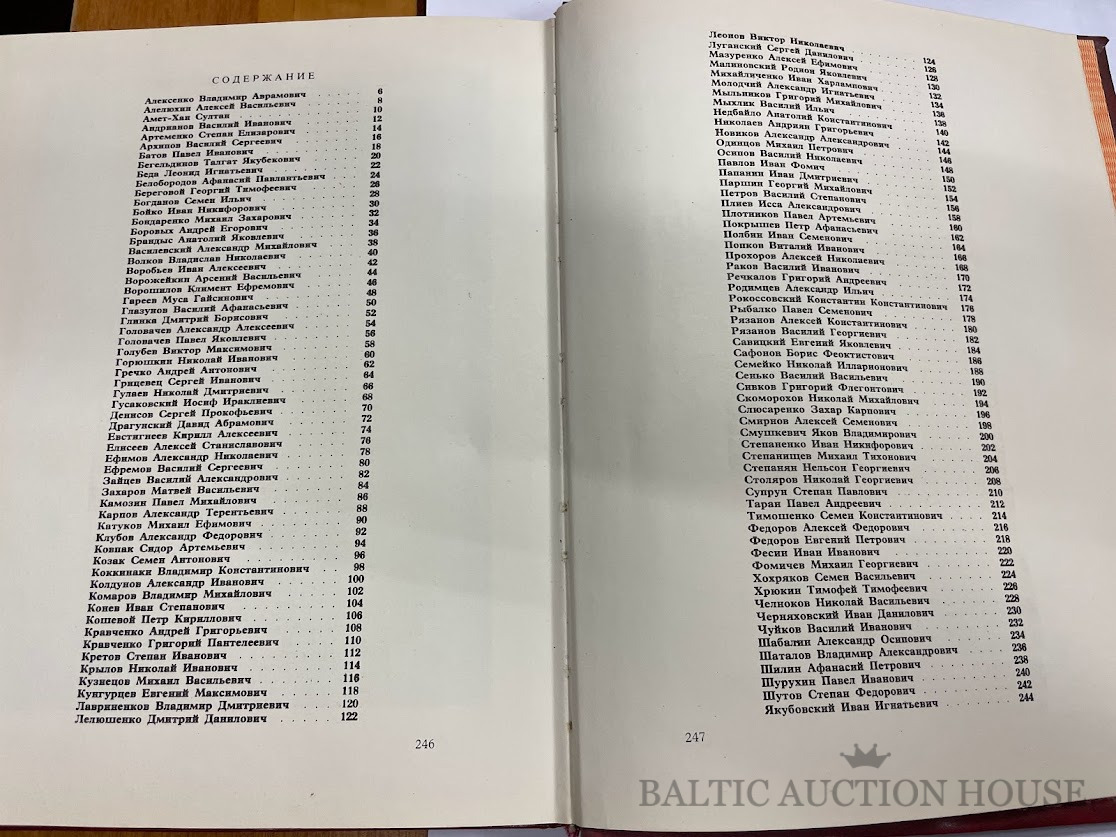 СОДЕРЖАНИЕ
Алексенко Владимир Аврамович . . . . . 6
Алелюхин Алексей Васильевич . . . . . 8
Амет-Хан Султан . . . . . 10
Андрианов Василий Иванович . . . . . 12
Артеменко Степан Елизарович . . . . . 14
Архипов Василий Сергеевич . . . . . 16
Батов Павел Иванович . . . . . 18
Бегельдинов Талгат Якубекович . . . . . 20
Беда Леонид Игнатьевич . . . . . 22
Белобородов Афанасий Павлантьевич . . . . . 24
Береговой Георгий Тимофеевич . . . . . 26
Богданов Семен Ильич . . . . . 28
Бойко Иван Никифорович . . . . . 30
Бондаренко Михаил Захарович . . . . . 32
Боровых Андрей Егорович . . . . . 34
Брандыс Анатолий Яковлевич . . . . . 36
Василевский Александр Михайлович . . . . . 38
Волков Владислав Николаевич . . . . . 40
Воробьев Иван Алексеевич . . . . . 42
Ворожейкин Арсений Васильевич . . . . . 44
Ворошилов Климент Ефремович . . . . . 46
Гареев Муса Гайсинович . . . . . 48
Глазунов Василий Афанасьевич . . . . . 50
Глинка Дмитрий Борисович . . . . . 52
Головачев Александр Алексеевич . . . . . 54
Головачев Павел Яковлевич . . . . . 56
Голубев Виктор Максимович . . . . . 58
Горюшкин Николай Иванович . . . . . 60
Гречко Андрей Антонович . . . . . 62
Грицевец Сергей Иванович . . . . . 64
Гулаев Николай Дмитриевич . . . . . 66
Гусаковский Иосиф Ираклиевич . . . . . 68
Денисов Сергей Прокофьевич . . . . . 70
Драгунский Давид Абрамович . . . . . 72
Евстигнеев Кирилл Алексеевич . . . . . 74
Елисеев Алексей Станиславович . . . . . 76
Ефимов Александр Николаевич . . . . . 78
Ефремов Василий Сергеевич . . . . . 80
Зайцев Василий Александрович . . . . . 82
Захаров Матвей Васильевич . . . . . 84
Камозин Павел Михайлович . . . . . 86
Карпов Александр Терентьевич . . . . . 88
Катуков Михаил Ефимович . . . . . 90
Клубов Александр Федорович . . . . . 92
Ковпак Сидор Артемьевич . . . . . 94
Козак Семен Антонович . . . . . 96
Коккинаки Владимир Константинович . . . . . 98
Колдунов Александр Иванович . . . . . 100
Комаров Владимир Михайлович . . . . . 102
Конев Иван Степанович . . . . . 104
Кошевой Петр Кириллович . . . . . 106
Кравченко Андрей Григорьевич . . . . . 108
Кравченко Григорий Пантелеевич . . . . . 110
Кретов Степан Иванович . . . . . 112
Крылов Николай Иванович . . . . . 114
Кузнецов Михаил Васильевич . . . . . 116
Кунгурцев Евгений Максимович . . . . . 118
Лавриненков Владимир Дмитриевич . . . . . 120
Лелюшенко Дмитрий Данилович . . . . . 122
246
Леонов Виктор Николаевич . . . . . 124
Луганский Сергей Данилович . . . . . 126
Мазуренко Алексей Ефимович . . . . . 128
Малиновский Родион Яковлевич . . . . . 130
Михайличенко Иван Харлампович . . . . . 132
Молодчий Александр Игнатьевич . . . . . 134
Мыльников Григорий Михайлович . . . . . 136
Мыхлик Василий Ильич . . . . . 138
Недбайло Анатолий Константинович . . . . . 140
Николаев Андриян Григорьевич . . . . . 142
Новиков Александр Александрович . . . . . 144
Одинцов Михаил Петрович . . . . . 146
Осипов Василий Николаевич . . . . . 148
Павлов Иван Фомич . . . . . 150
Папанин Иван Дмитриевич . . . . . 152
Паршин Георгий Михайлович . . . . . 154
Петров Василий Степанович . . . . . 156
Плиев Исса Александрович . . . . . 158
Плотников Павел Артемьевич . . . . . 160
Покрышев Петр Афанасьевич . . . . . 162
Полбин Иван Семенович . . . . . 164
Попков Виталий Иванович . . . . . 166
Прохоров Алексей Николаевич . . . . . 168
Раков Василий Иванович . . . . . 170
Речкалов Григорий Андреевич . . . . . 172
Родимцев Александр Ильич . . . . . 174
Рокоссовский Константин Константинович . . . . . 176
Рыбалко Павел Семенович . . . . . 178
Рязанов Алексей Константинович . . . . . 180
Рязанов Василий Георгиевич . . . . . 182
Савицкий Евгений Яковлевич . . . . . 184
Сафонов Борис Феоктистович . . . . . 186
Семейко Николай Илларионович . . . . . 188
Сенько Василий Васильевич . . . . . 190
Сивков Григорий Флегонтович . . . . . 192
Скоморохов Николай Михайлович . . . . . 194
Слюсаренко Захар Карпович . . . . . 196
Смирнов Алексей Семенович . . . . . 198
Смушкевич Яков Владимирович . . . . . 200
Степаненко Иван Никифорович . . . . . 202
Степанищев Михаил Тихонович . . . . . 204
Степанян Нельсон Георгиевич . . . . . 206
Столяров Николай Георгиевич . . . . . 208
Супрун Степан Павлович . . . . . 210
Таран Павел Андреевич . . . . . 212
Тимошенко Семен Константинович . . . . . 214
Федоров Алексей Федорович . . . . . 216
Федоров Евгений Петрович . . . . . 218
Фесин Иван Иванович . . . . . 220
Фомичев Михаил Георгиевич . . . . . 222
Хохряков Семен Васильевич . . . . . 224
Хрюкин Тимофей Тимофеевич . . . . . 226
Челноков Николай Васильевич . . . . . 228
Черняховский Иван Данилович . . . . . 230
Чуйков Василий Иванович . . . . . 232
Шабалин Александр Осипович . . . . . 234
Шаталов Владимир Александрович . . . . . 236
Шилин Афанасий Петрович . . . . . 238
Шурухин Павел Иванович . . . . . 240
Шутов Степан Федорович . . . . . 242
Якубовский Иван Игнатьевич . . . . . 244
247
BALTIC AUCTION HOUSE